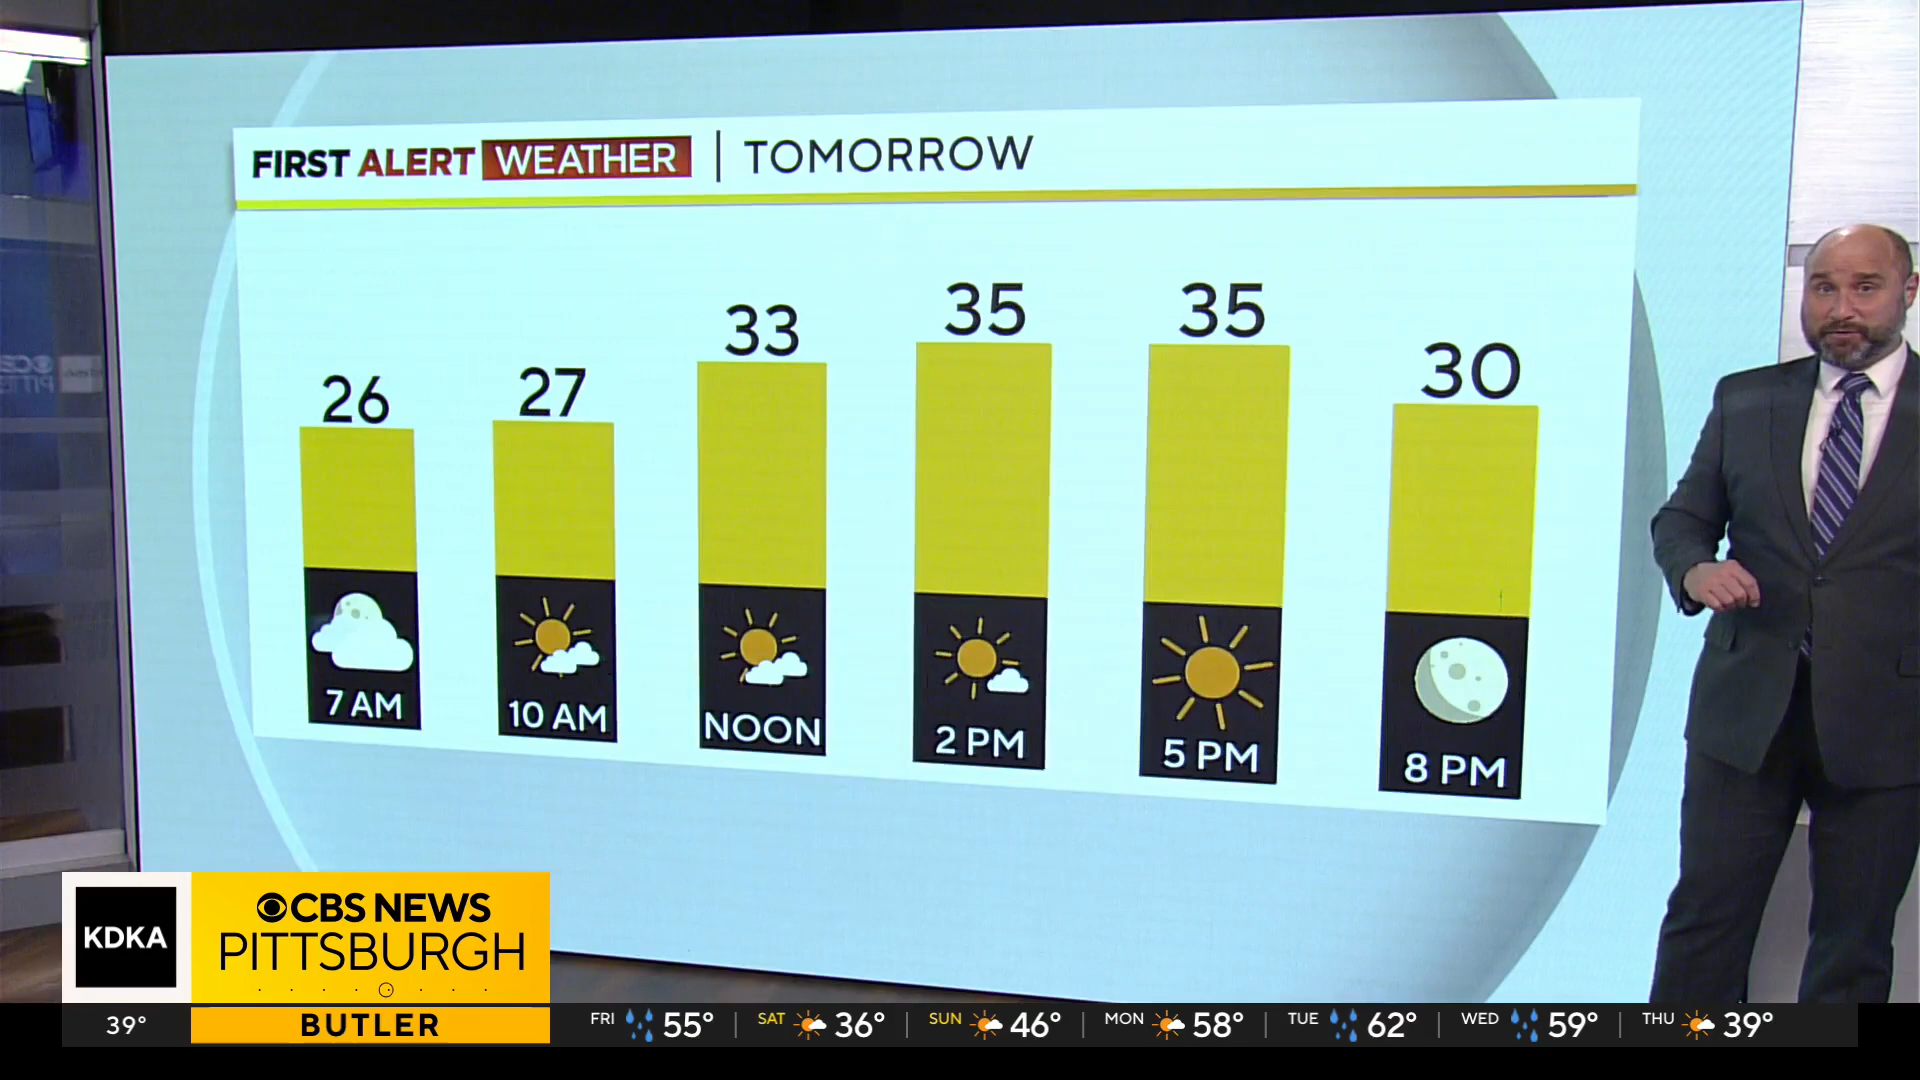 FIRST ALERT WEATHER | TOMORROW
26
27
33
35
35
30
7 AM
10 AM
NOON
2 PM
5 PM
8 PM
KDKA
CBS NEWS
PITTSBURGH
39°
BUTLER
FRI 55° | SAT 36° | SUN 46° | MON 58° | TUE 62° | WED 59° | THU 39°